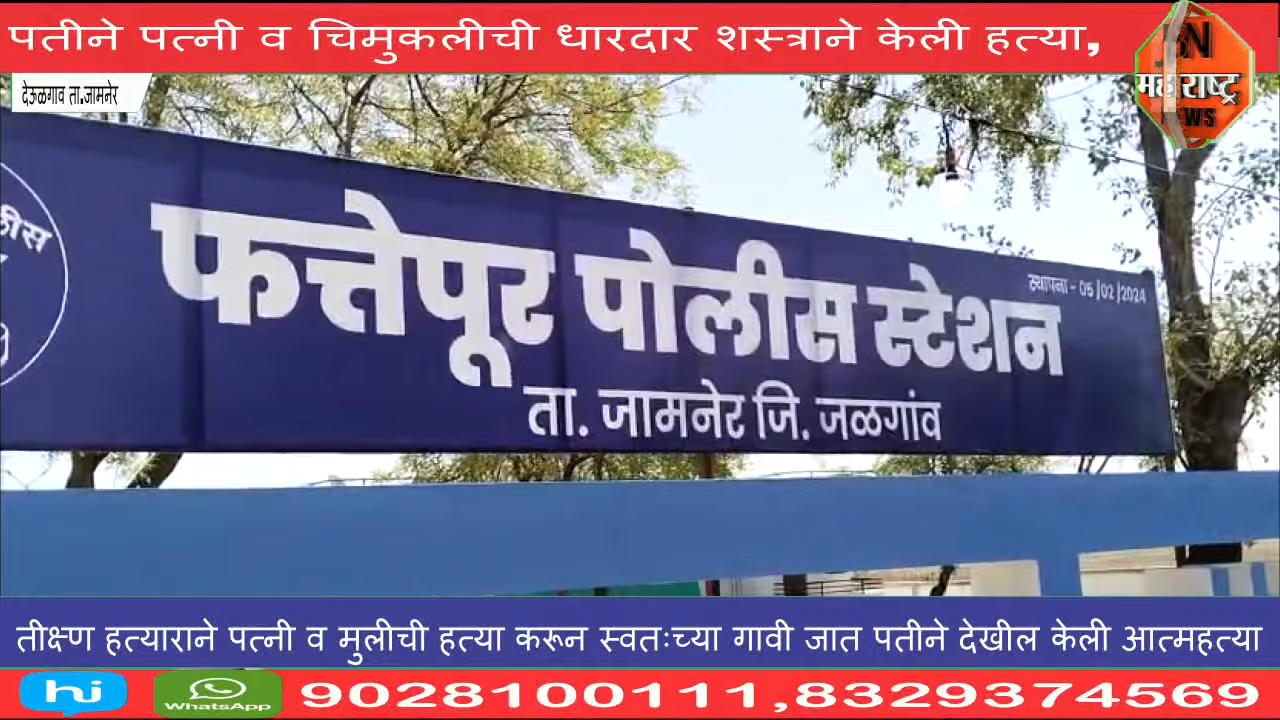 पतीने पत्नी व चिमुकलीची धारदार शस्त्राने केली हत्या,
देऊळगाव ता.जामनेर
महाराष्ट्र
फत्तेपूर पोलीस स्टेशन
स्थापना - 05 /02 /2024
ता. जामनेर जि. जळगांव
तीक्ष्ण हत्याराने पत्नी व मुलीची हत्या करून स्वतःच्या गावी जात पतीने देखील केली आत्महत्या
hi
WhatsApp
9028100111,8329374569